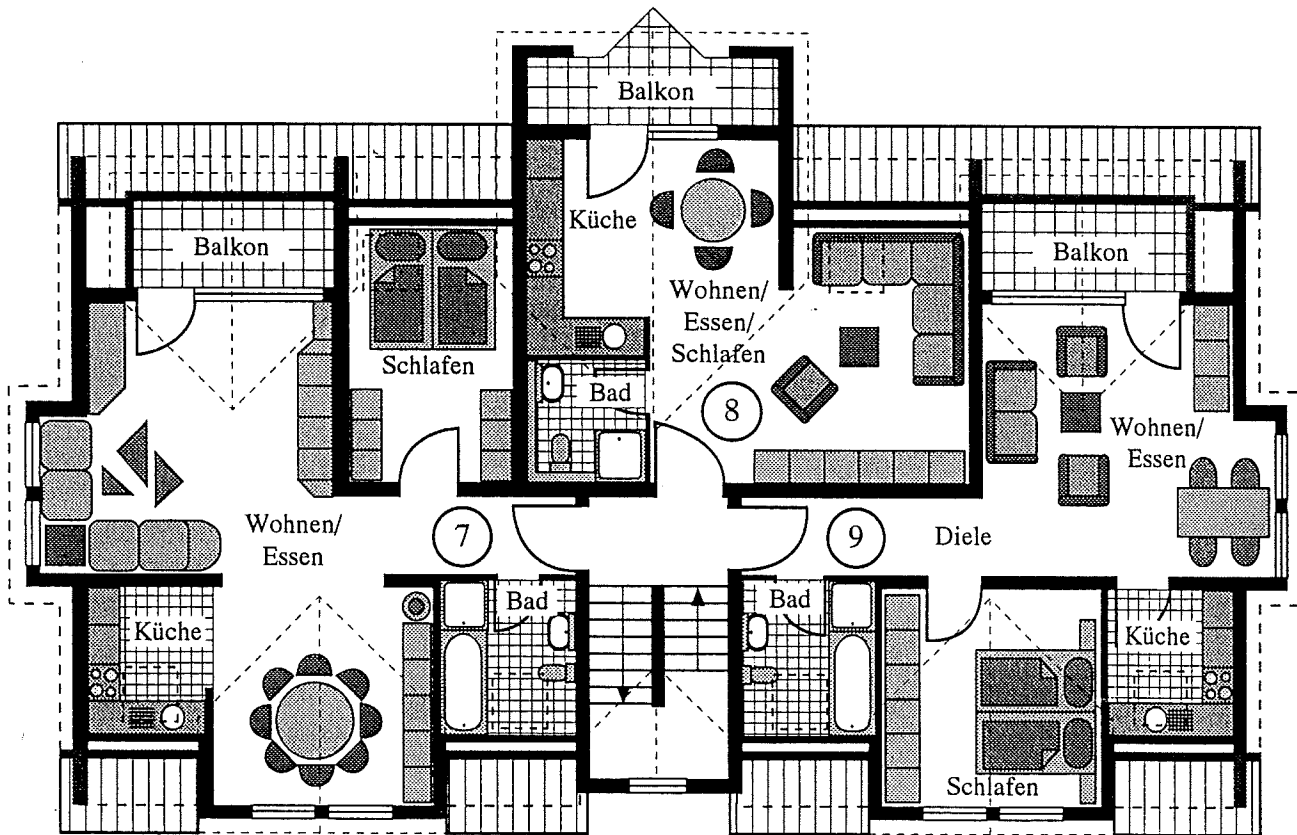 Balkon
Küche
Balkon
Balkon
Wohnen/
Essen/
Schlafen
Schlafen
Bad
8
Wohnen/
Essen
Wohnen/
Essen
7
9
Diele
Bad
Bad
Küche
Küche
Schlafen